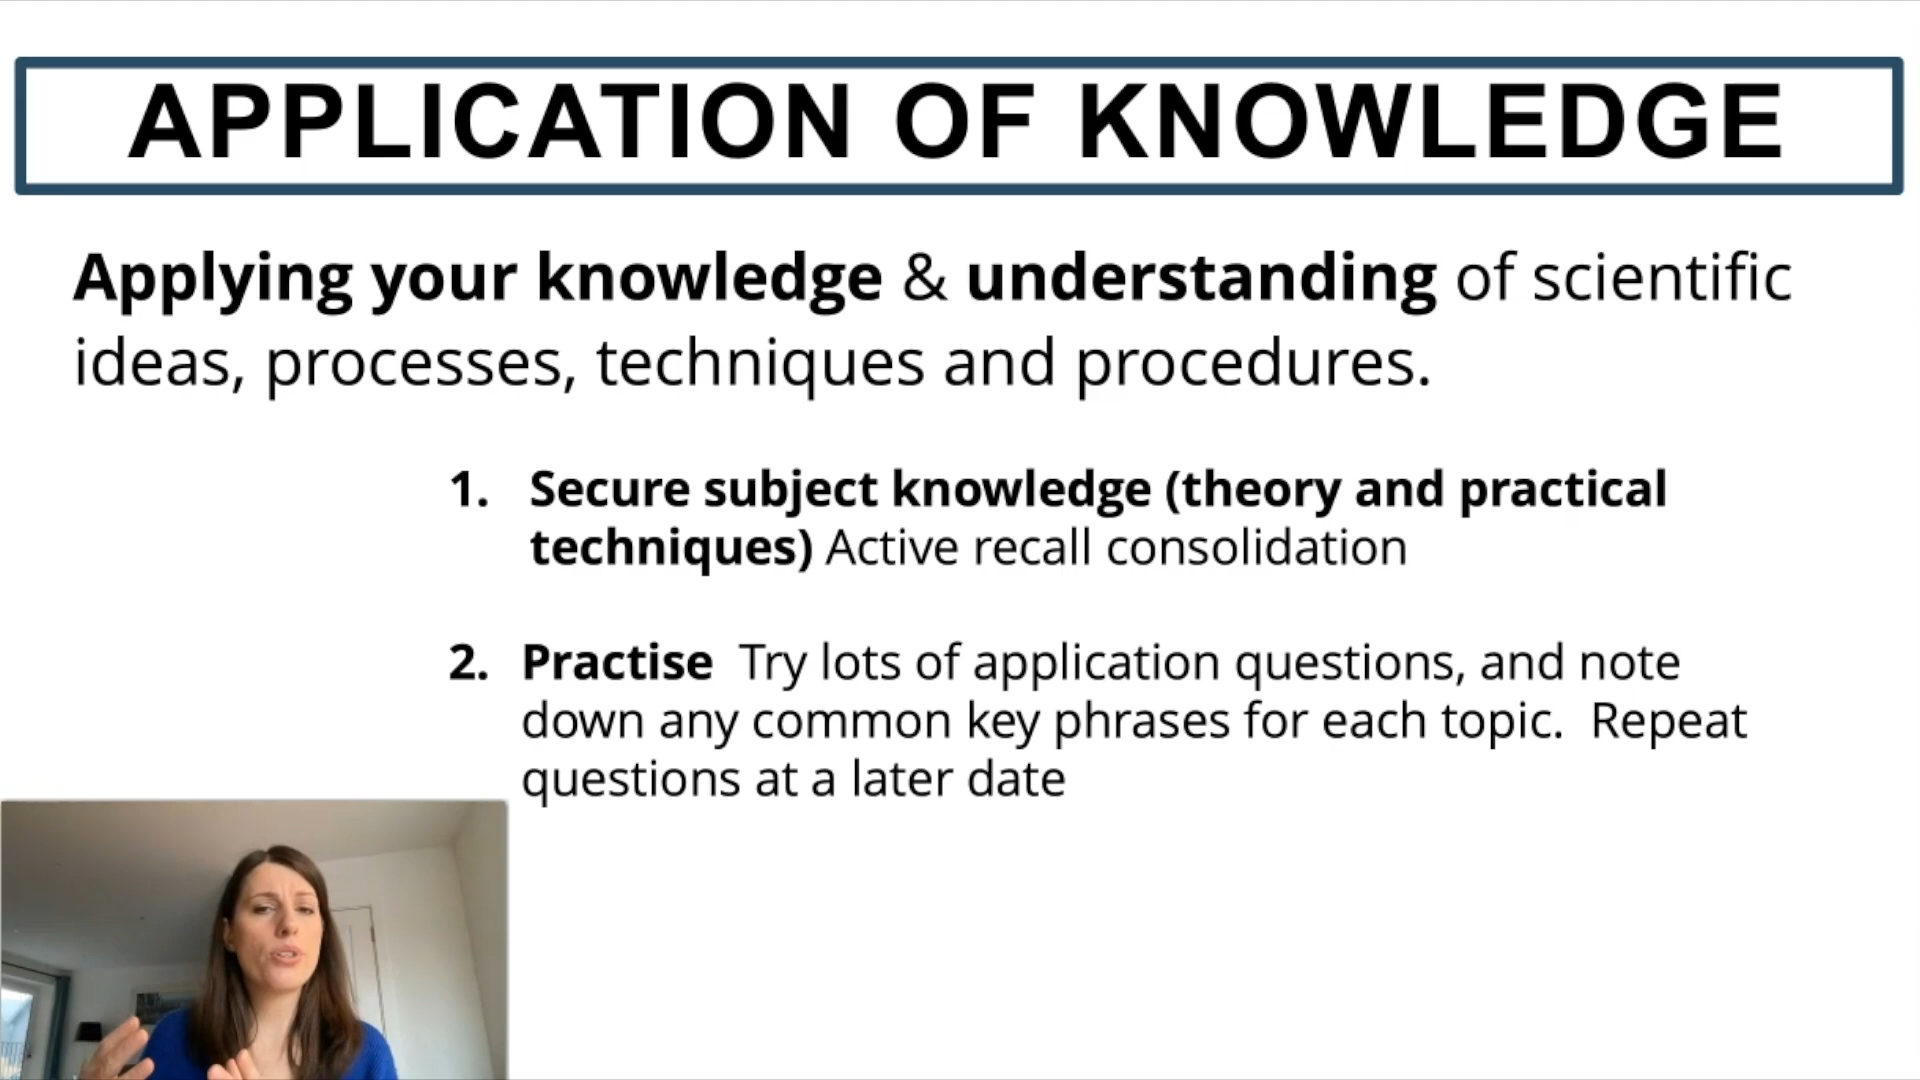 APPLICATION OF KNOWLEDGE
Applying your knowledge & understanding of scientific
ideas, processes, techniques and procedures.
1. Secure subject knowledge (theory and practical
techniques) Active recall consolidation
2. Practise Try lots of application questions, and note
down any common key phrases for each topic. Repeat
questions at a later date